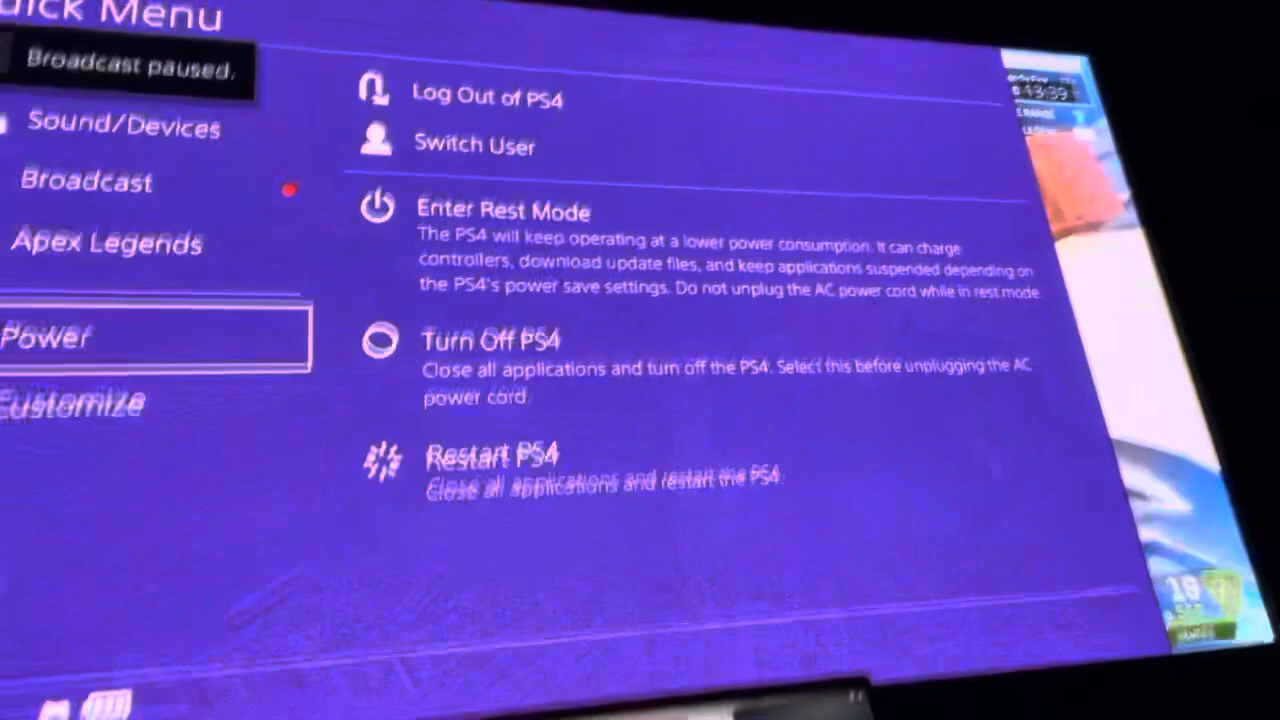 Quick Menu
Broadcast paused.
Sound/Devices
Broadcast
Apex Legends
Power
Customize
Log Out of PS4
Switch User
Enter Rest Mode
The PS4 will keep operating at a lower power consumption. It can charge
controllers, download update files, and keep applications suspended depending on
the PS4's power save settings. Do not unplug the AC power cord while in rest mode.
Turn Off PS4
Close all applications and turn off the PS4. Select this before unplugging the AC
power cord.
Restart PS4
Close all applications and restart the PS4.
RANGE